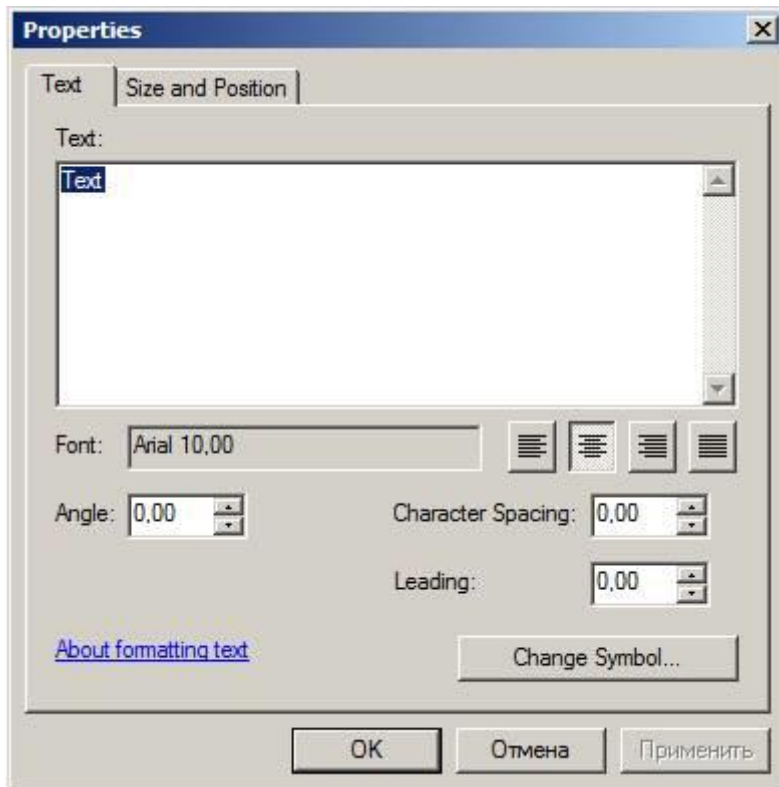 Properties
Text Size and Position
Text:
Text
Font: Arial 10,00
Angle: 0,00 Character Spacing: 0,00
Leading: 0,00
About formatting text Change Symbol...
OK Отмена Применить